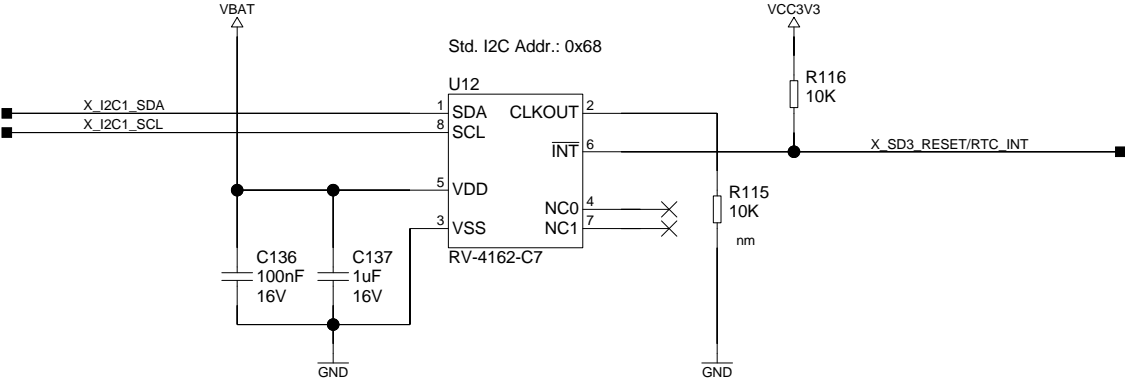 VBAT
VCC3V3
Std. I2C Addr.: 0x68
R116
10K
U12
X_I2C1_SDA
1
SDA
CLKOUT
2
X_I2C1_SCL
8
SCL
INT
6
X_SD3_RESET/RTC_INT
5
VDD
R115
10K
nm
NC0
4
3
VSS
NC1
7
RV-4162-C7
C136
100nF
16V
C137
1uF
16V
GND
GND